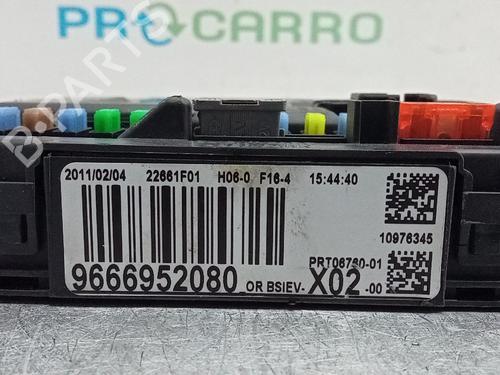 PROCARRO
B-PARTS
2011/02/04 22661F01 H06-0 F16-4 15:44:40
10976345
PRT06760-01
9666952080 OR BSIEV- X02 -00